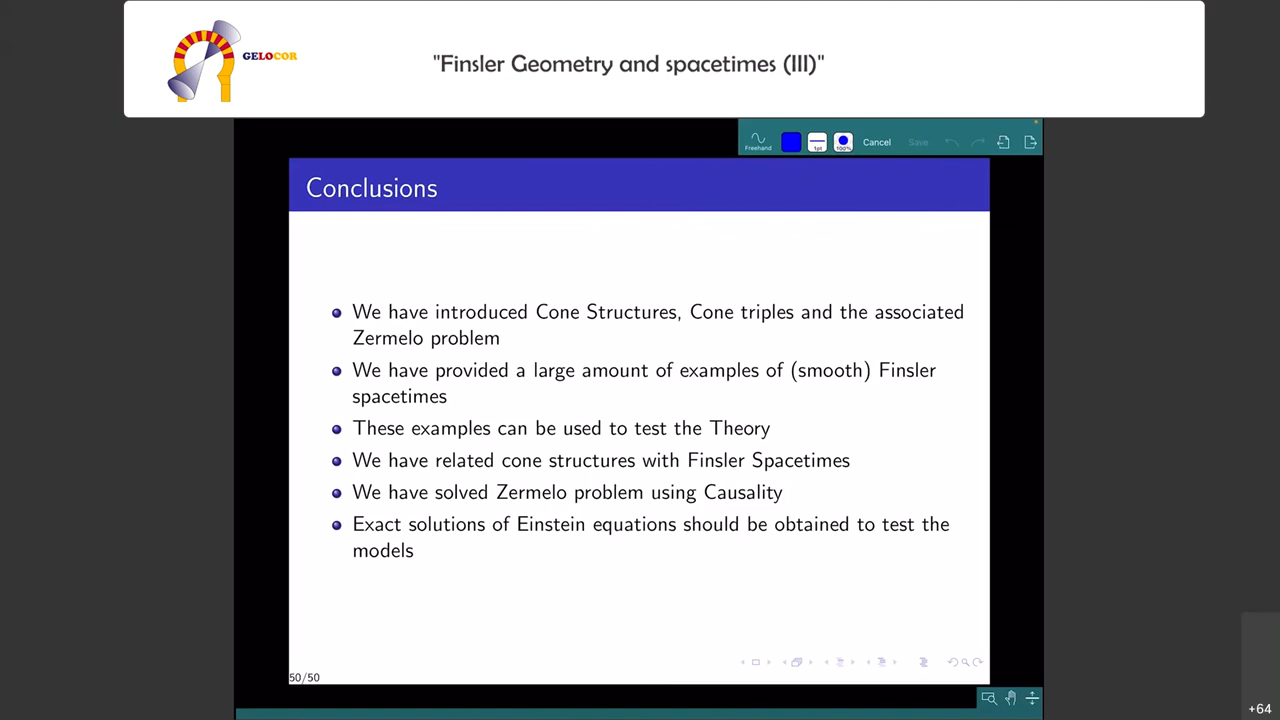 GELOCOR
"Finsler Geometry and spacetimes (III)"
Freehand
1pt
100%
Cancel
Save
Conclusions
We have introduced Cone Structures, Cone triples and the associated
Zermelo problem
We have provided a large amount of examples of (smooth) Finsler
spacetimes
These examples can be used to test the Theory
We have related cone structures with Finsler Spacetimes
We have solved Zermelo problem using Causality
Exact solutions of Einstein equations should be obtained to test the
models
50/50
+64